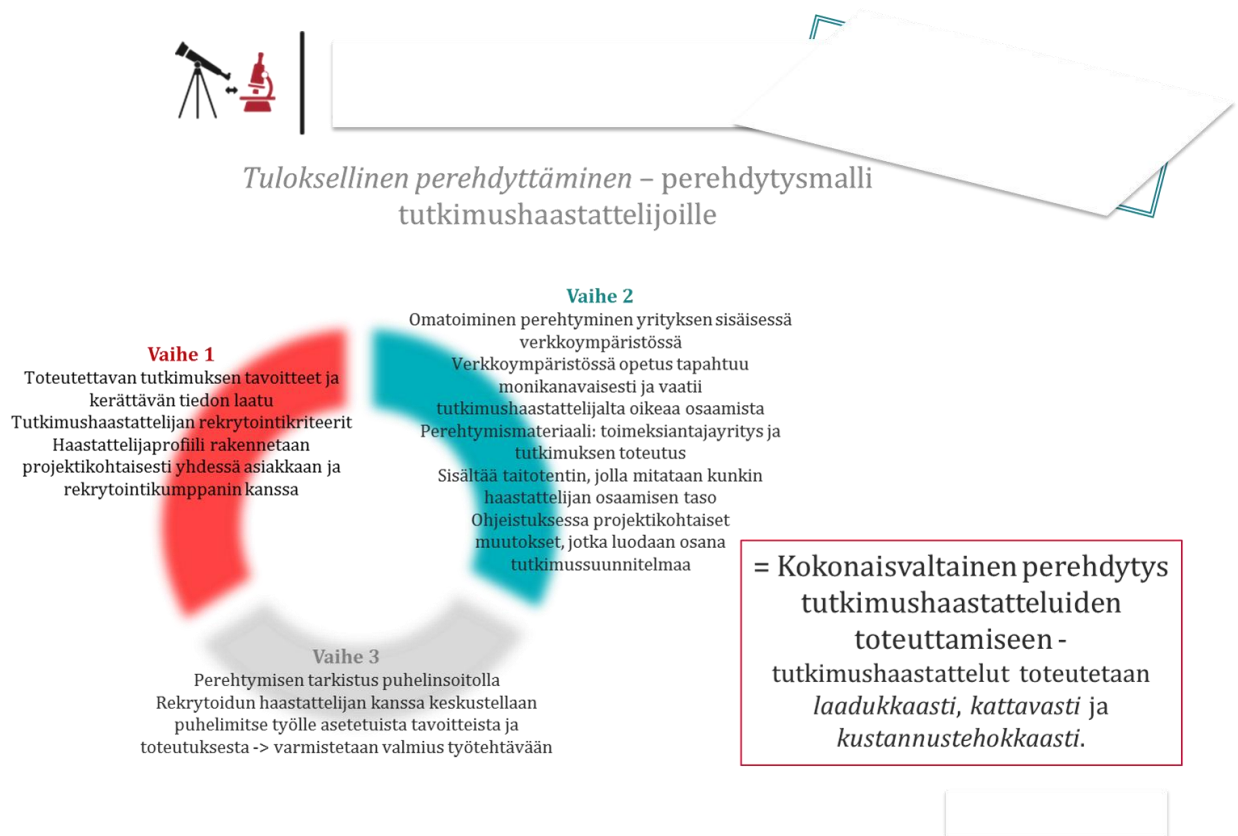 Tuloksellinen perehdyttäminen – perehdytysmalli
tutkimushaastattelijoille
Vaihe 1
Toteutettavan tutkimuksen tavoitteet ja
kerättävän tiedon laatu
Tutkimushaastattelijan rekrytointikriteerit
Haastattelijaprofiili rakennetaan
projektikohtaisesti yhdessä asiakkaan ja
rekrytointikumppanin kanssa
Vaihe 2
Omatoiminen perehtyminen yrityksen sisäisessä
verkkoympäristössä
Verkkoympäristössä opetus tapahtuu
monikanavaisesti ja vaatii
tutkimushaastattelijalta oikeaa osaamista
Perehtymismateriaali: toimeksiantajayritys ja
tutkimuksen toteutus
Sisältää taitotentin, jolla mitataan kunkin
haastattelijan osaamisen taso
Ohjeistuksessa projektikohtaiset
muutokset, jotka luodaan osana
tutkimussuunnitelmaa
Vaihe 3
Perehtymisen tarkistus puhelinsoitolla
Rekrytoidun haastattelijan kanssa keskustellaan
puhelimitse työlle asetetuista tavoitteista ja
toteutuksesta -> varmistetaan valmius työtehtävään
= Kokonaisvaltainen perehdytys
tutkimushaastatteluiden
toteuttamiseen -
tutkimushaastattelut toteutetaan
laadukkaasti, kattavasti ja
kustannustehokkaasti.